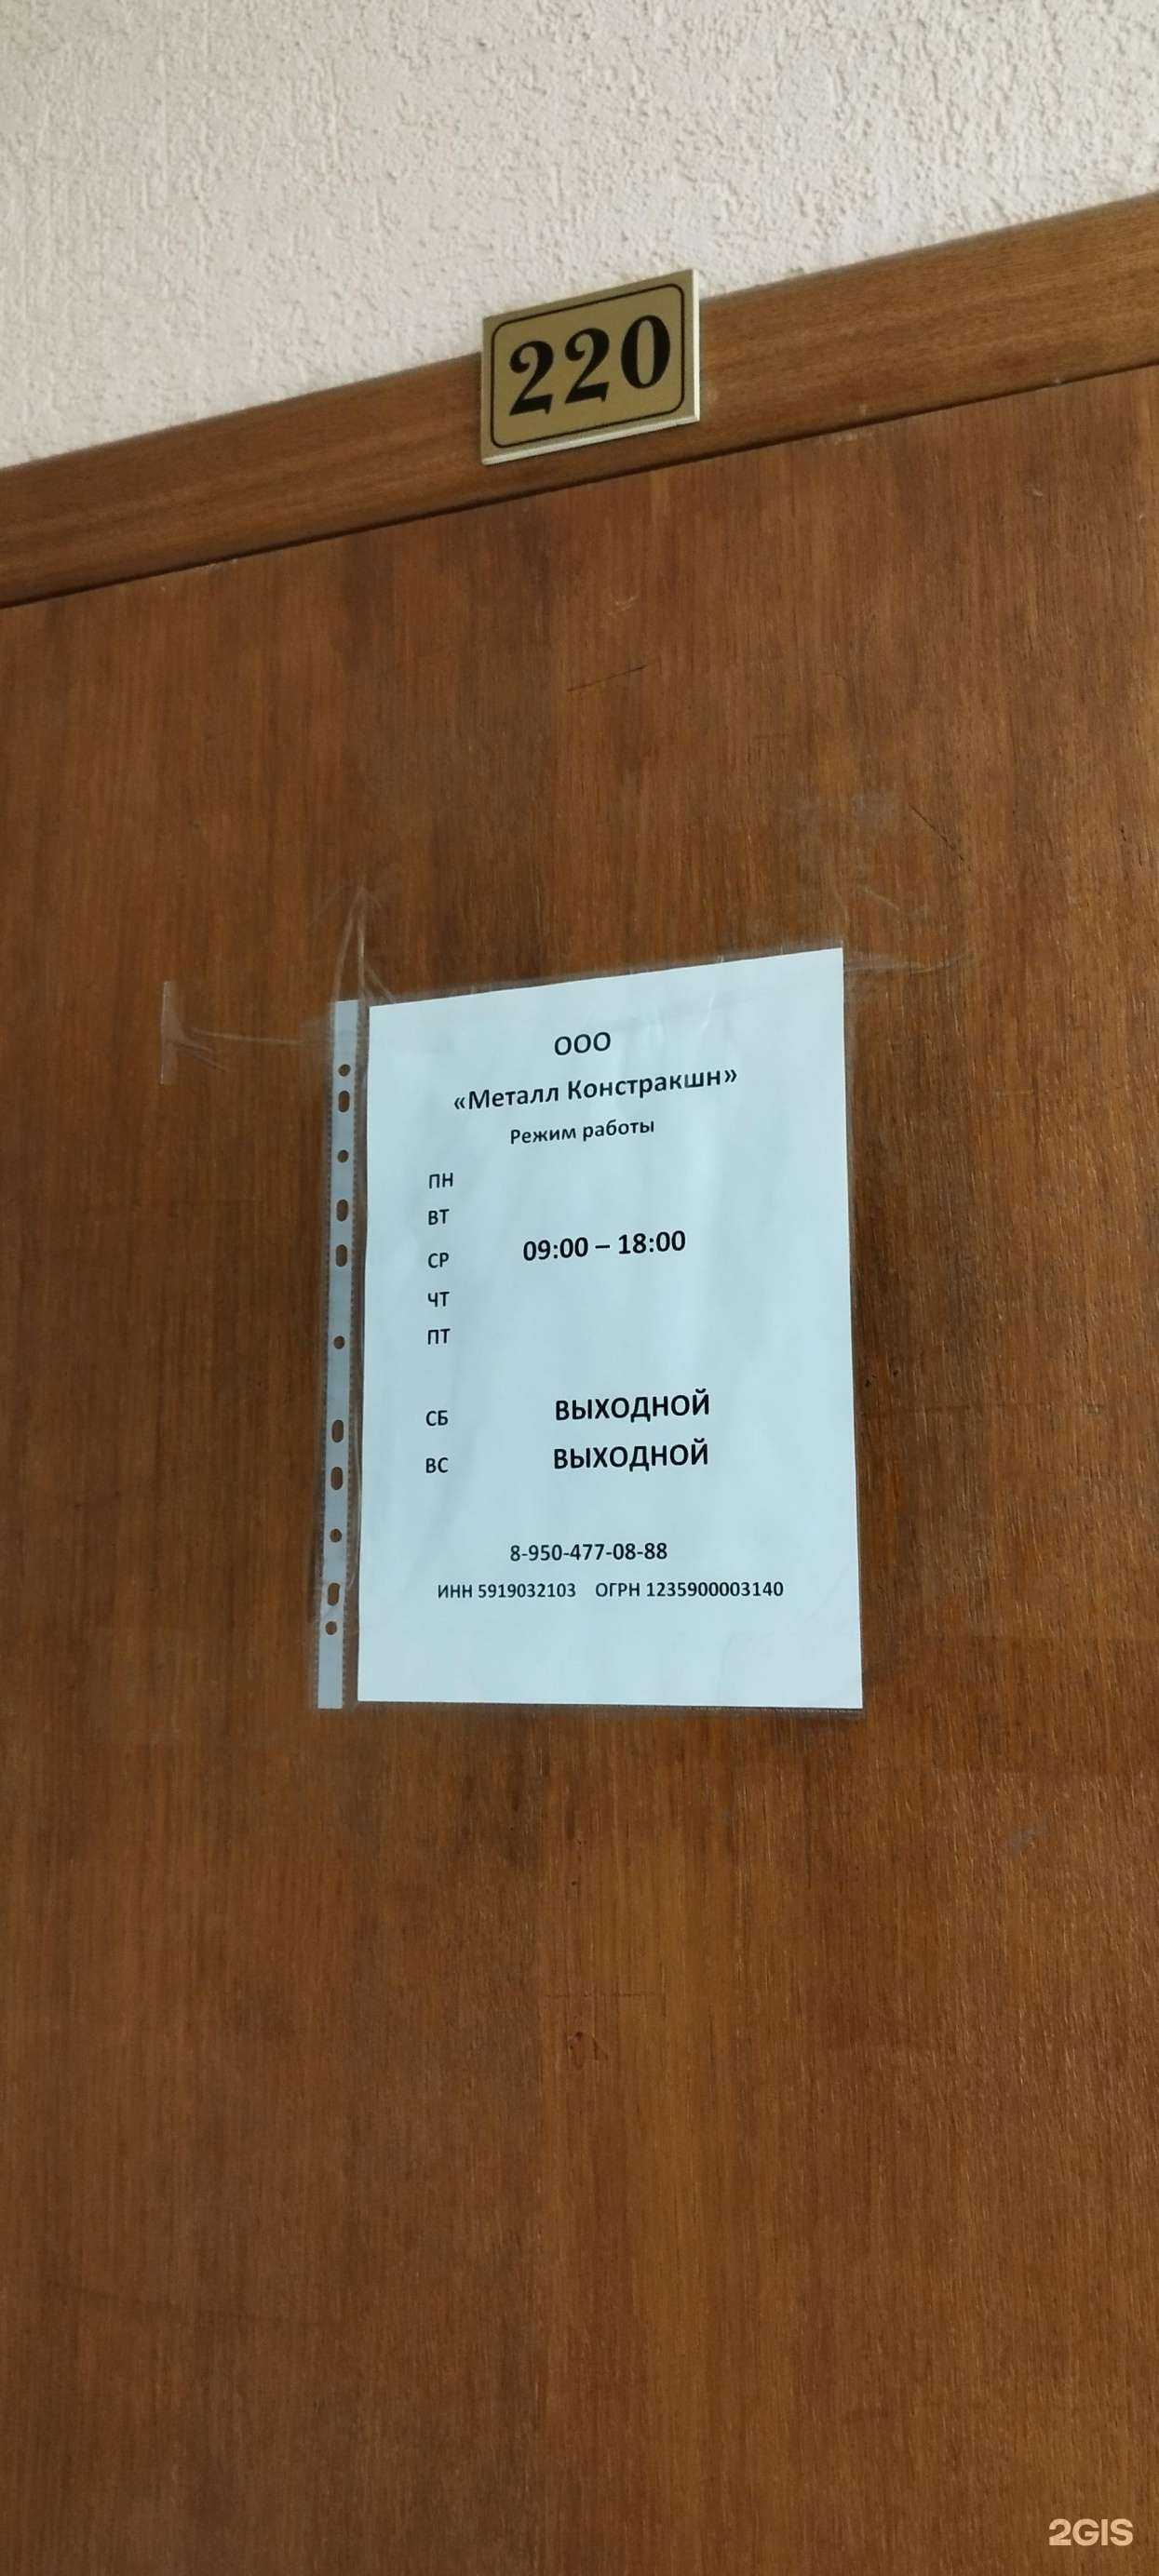 220
ООО
«Металл Констракшн»
Режим работы
ПН
ВТ
СР 09:00 – 18:00
ЧТ
ПТ
СБ ВЫХОДНОЙ
ВС ВЫХОДНОЙ
8-950-477-08-88
ИНН 5919032103 ОГРН 1235900003140
2GIS